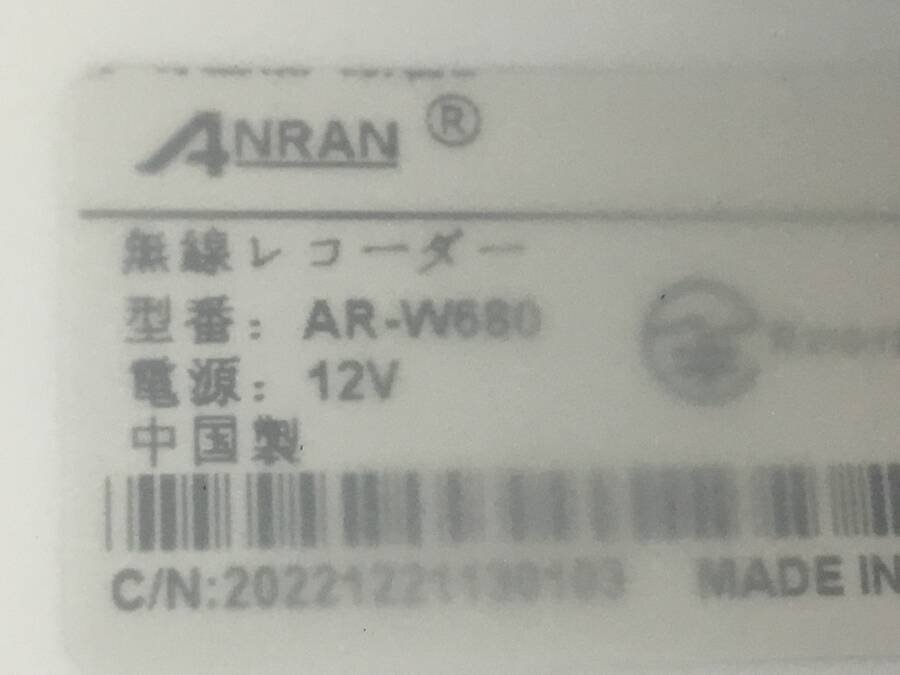 ANRAN®
無線レコーダー
型番: AR-W680
電源: 12V
中国製
C/N:20221221130103
MADE IN